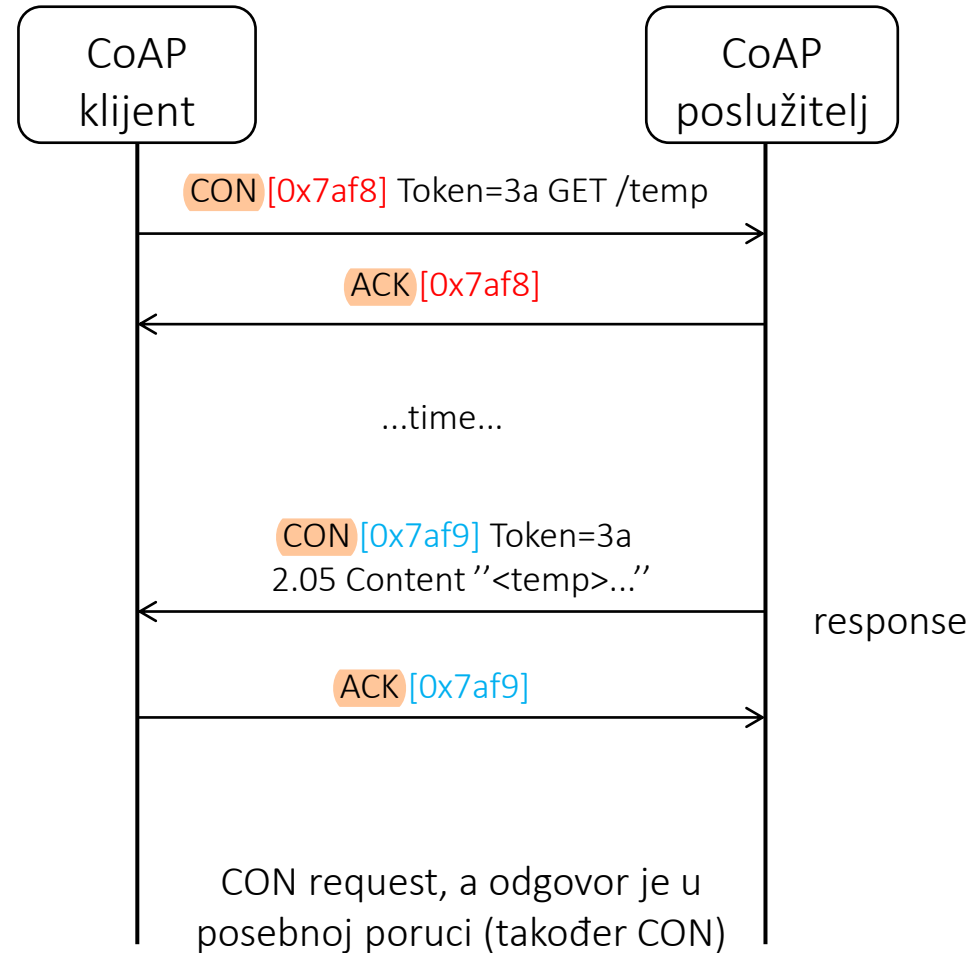 CoAP
klijent
CoAP
poslužitelj
CON [0x7af8] Token=3a GET /temp
ACK [0x7af8]
...time...
CON [0x7af9] Token=3a
2.05 Content ’’<temp>...’’
response
ACK [0x7af9]
CON request, a odgovor je u
posebnoj poruci (također CON)